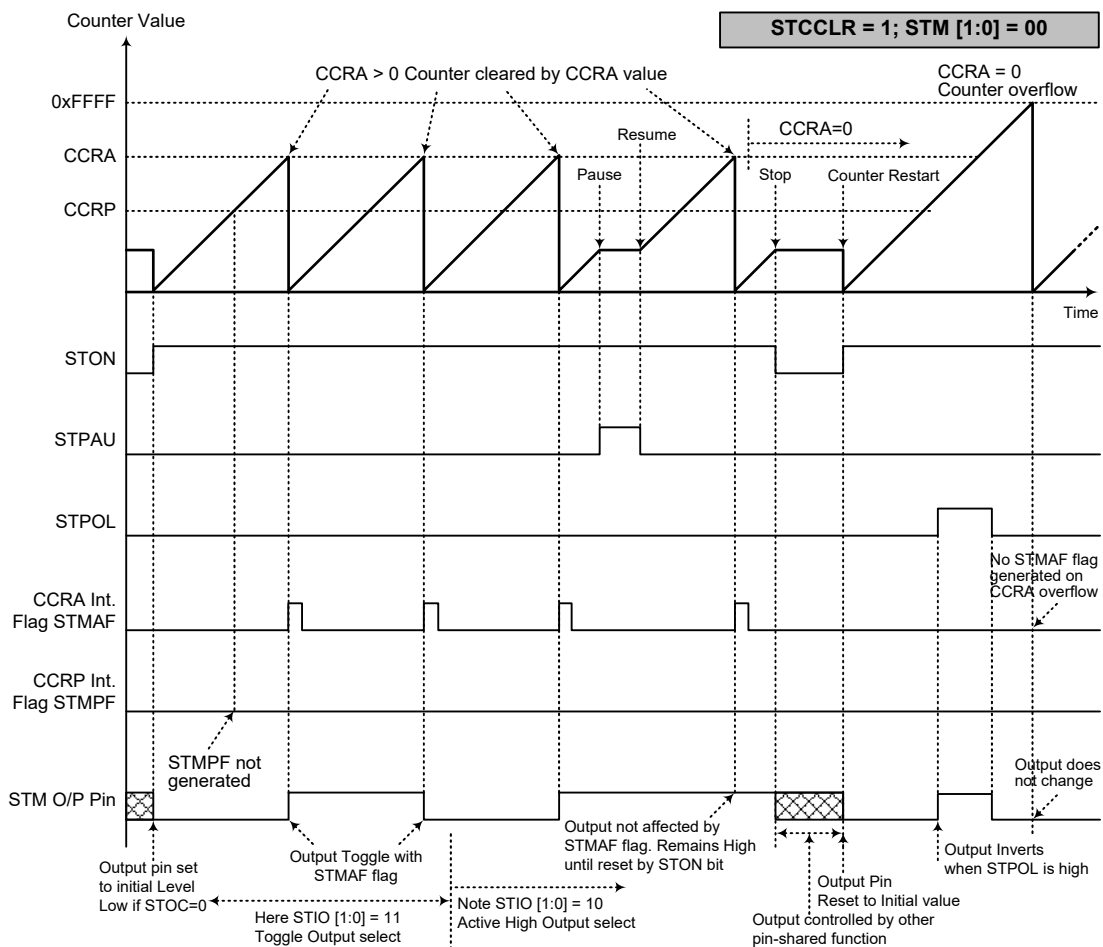 Counter Value
STCCLR = 1; STM [1:0] = 00
CCRA > 0 Counter cleared by CCRA value
CCRA = 0
Counter overflow
0xFFFF
Resume
CCRA=0
CCRA
Pause
Stop
Counter Restart
CCRP
Time
STON
STPAU
STPOL
No STMAF flag
generated on
CCRA overflow
CCRA Int.
Flag STMAF
CCRP Int.
Flag STMPF
STMPF not
generated
Output does
not change
STM O/P Pin
Output pin set
to initial Level
Low if STOC=0
Output Toggle with
STMAF flag
Output not affected by
STMAF flag. Remains High
until reset by STON bit
Output Inverts
when STPOL is high
Output Pin
Reset to Initial value
Here STIO [1:0] = 11
Toggle Output select
Note STIO [1:0] = 10
Active High Output select
Output controlled by other
pin-shared function